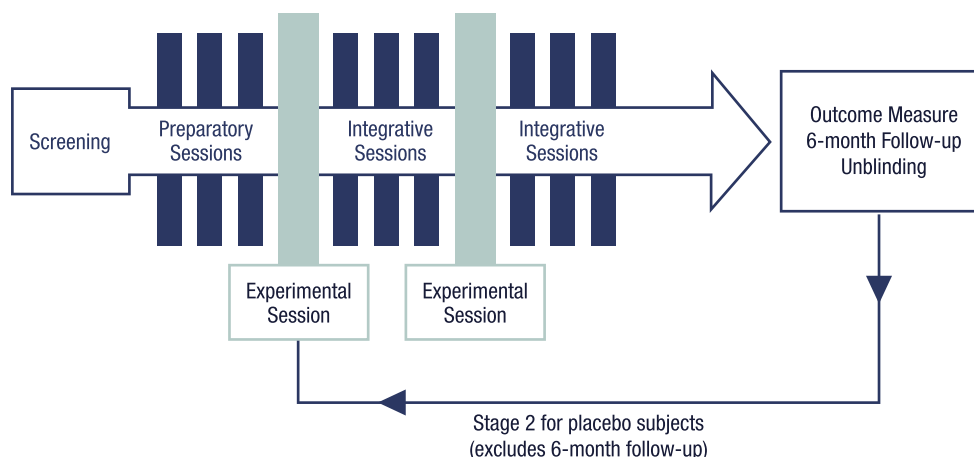 Screening
Preparatory
Sessions
Integrative
Sessions
Integrative
Sessions
Outcome Measure
6-month Follow-up
Unblinding
Experimental
Session
Experimental
Session
Stage 2 for placebo subjects
(excludes 6-month follow-up)